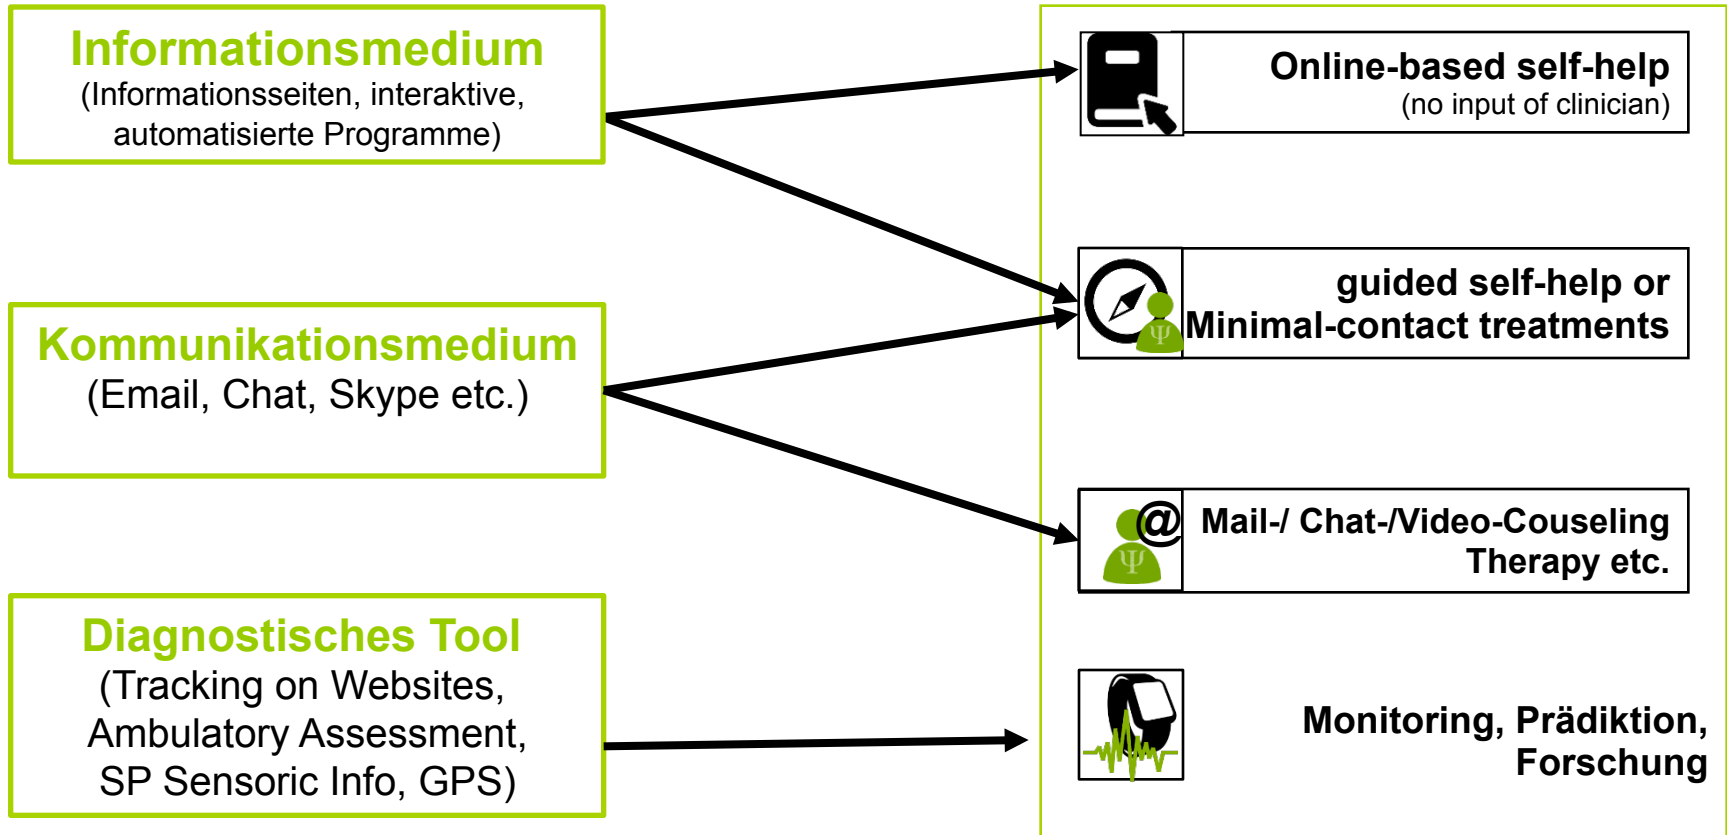 Informationsmedium
(Informationsseiten, interaktive,
automatisierte Programme)
Kommunikationsmedium
(Email, Chat, Skype etc.)
Diagnostisches Tool
(Tracking on Websites,
Ambulatory Assessment,
SP Sensoric Info, GPS)
Online-based self-help
(no input of clinician)
guided self-help or
Ψ
Minimal-contact treatments
@
Mail-/ Chat-/Video-Couseling
Ψ
Therapy etc.
Monitoring, Prädiktion,
Forschung